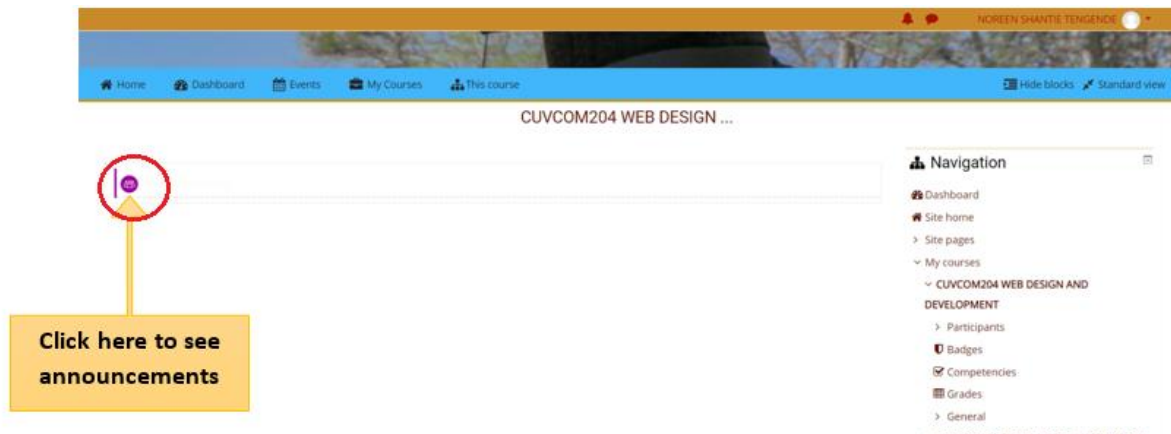 NOREEN SHANTIE TENGENDE
Home Dashboard Events My Courses This course Hide blocks Standard view
CUVCOM204 WEB DESIGN ...
Navigation
Dashboard
Site home
Site pages
My courses
CUVCOM204 WEB DESIGN AND
DEVELOPMENT
Participants
Badges
Competencies
Grades
General
Click here to see
announcements